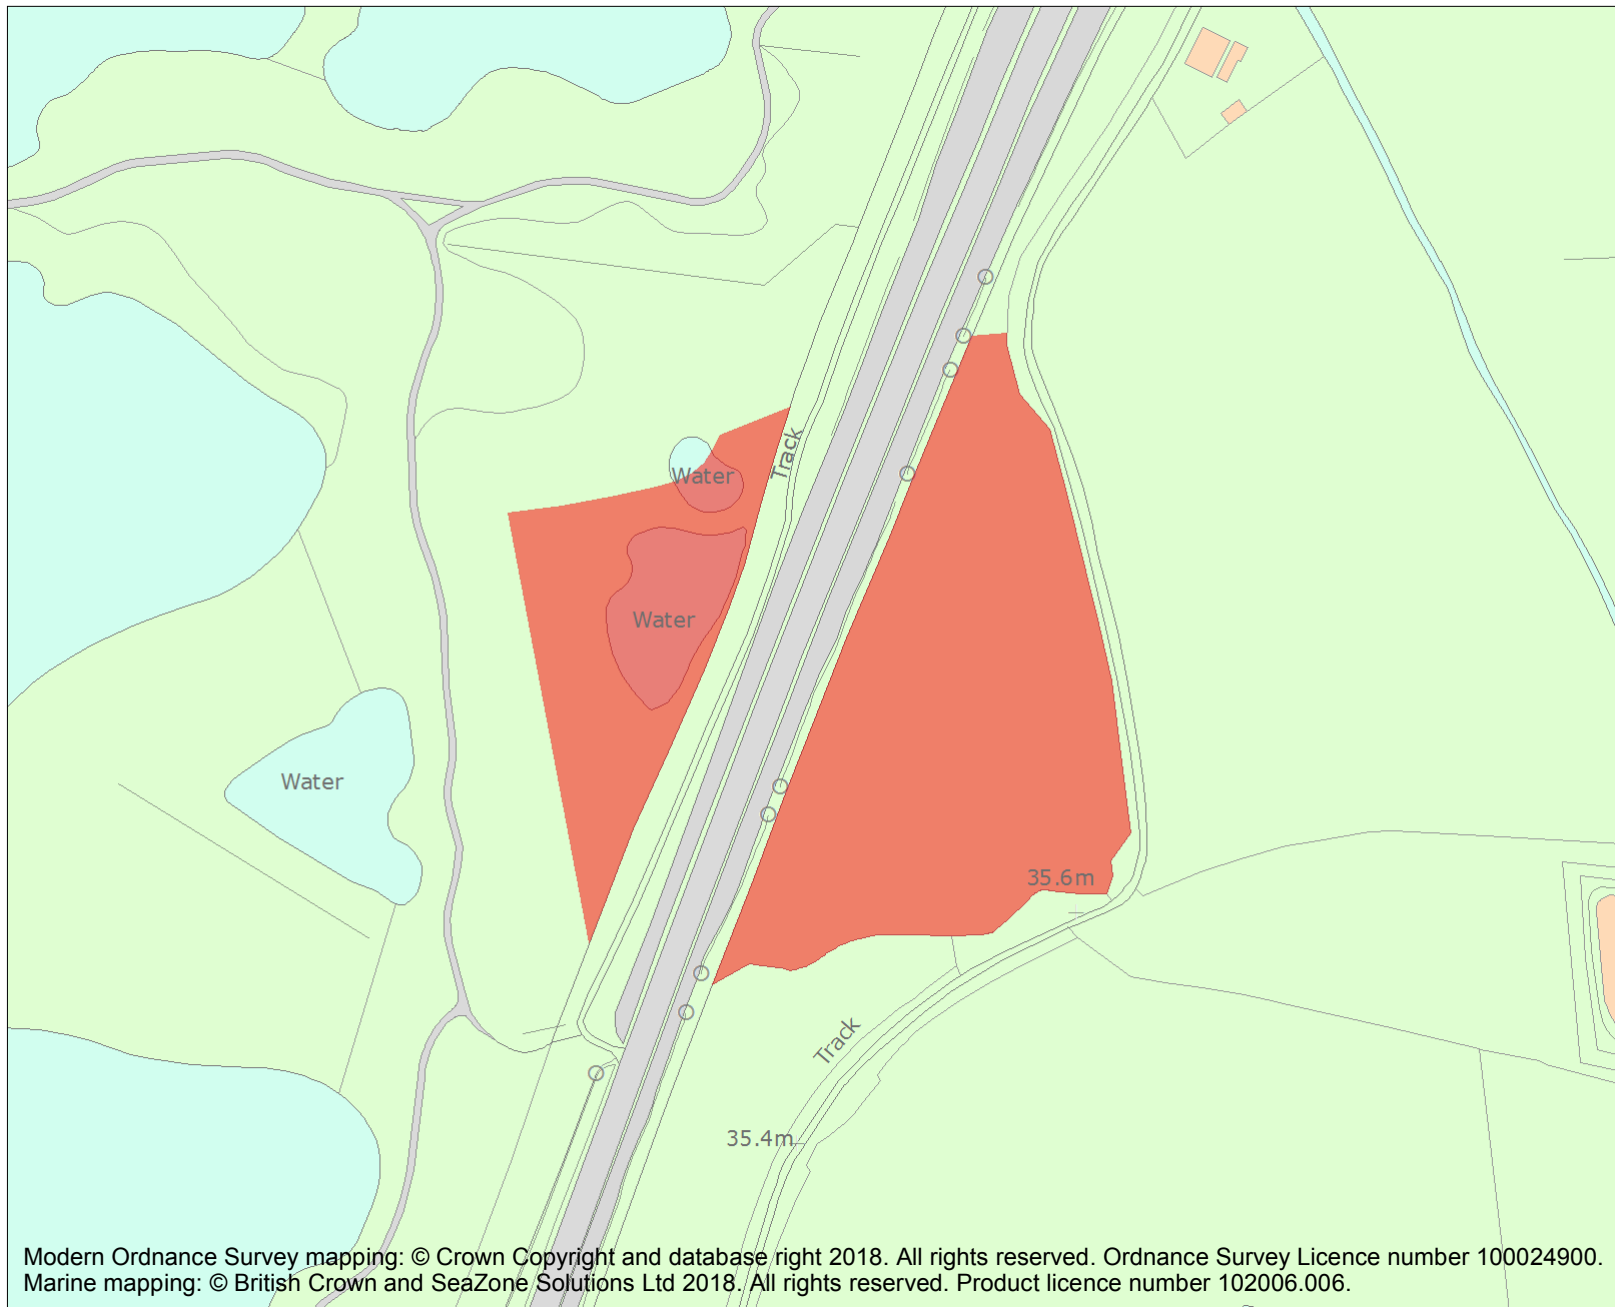 Track
Water
Water
Water
35.6m
Track
35.4m
Modern Ordnance Survey mapping: © Crown Copyright and database right 2018. All rights reserved. Ordnance Survey Licence number 100024900.
Marine mapping: © British Crown and SeaZone Solutions Ltd 2018. All rights reserved. Product licence number 102006.006.